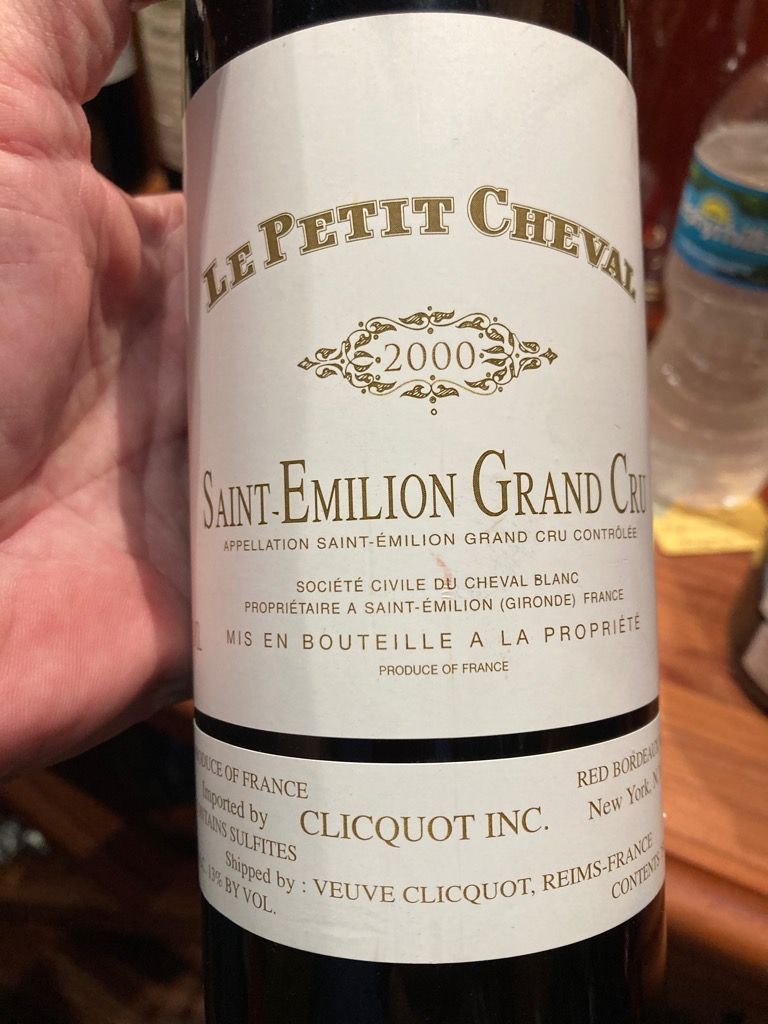 LE PETIT CHEVAL
2000
SAINT-EMILION GRAND CRU
APPELLATION SAINT-ÉMILION GRAND CRU CONTRÔLÉE
SOCIÉTÉ CIVILE DU CHEVAL BLANC
PROPRIÉTAIRE A SAINT-ÉMILION (GIRONDE) FRANCE
MIS EN BOUTEILLE A LA PROPRIÉTÉ
PRODUCE OF FRANCE
OF FRANCE
RED BORDEAUX
Imported by
CLICQUOT INC.
New York,
SULFITES
Shipped by : VEUVE CLICQUOT, REIMS-FRANCE
13% BY VOL.
CONTENTS